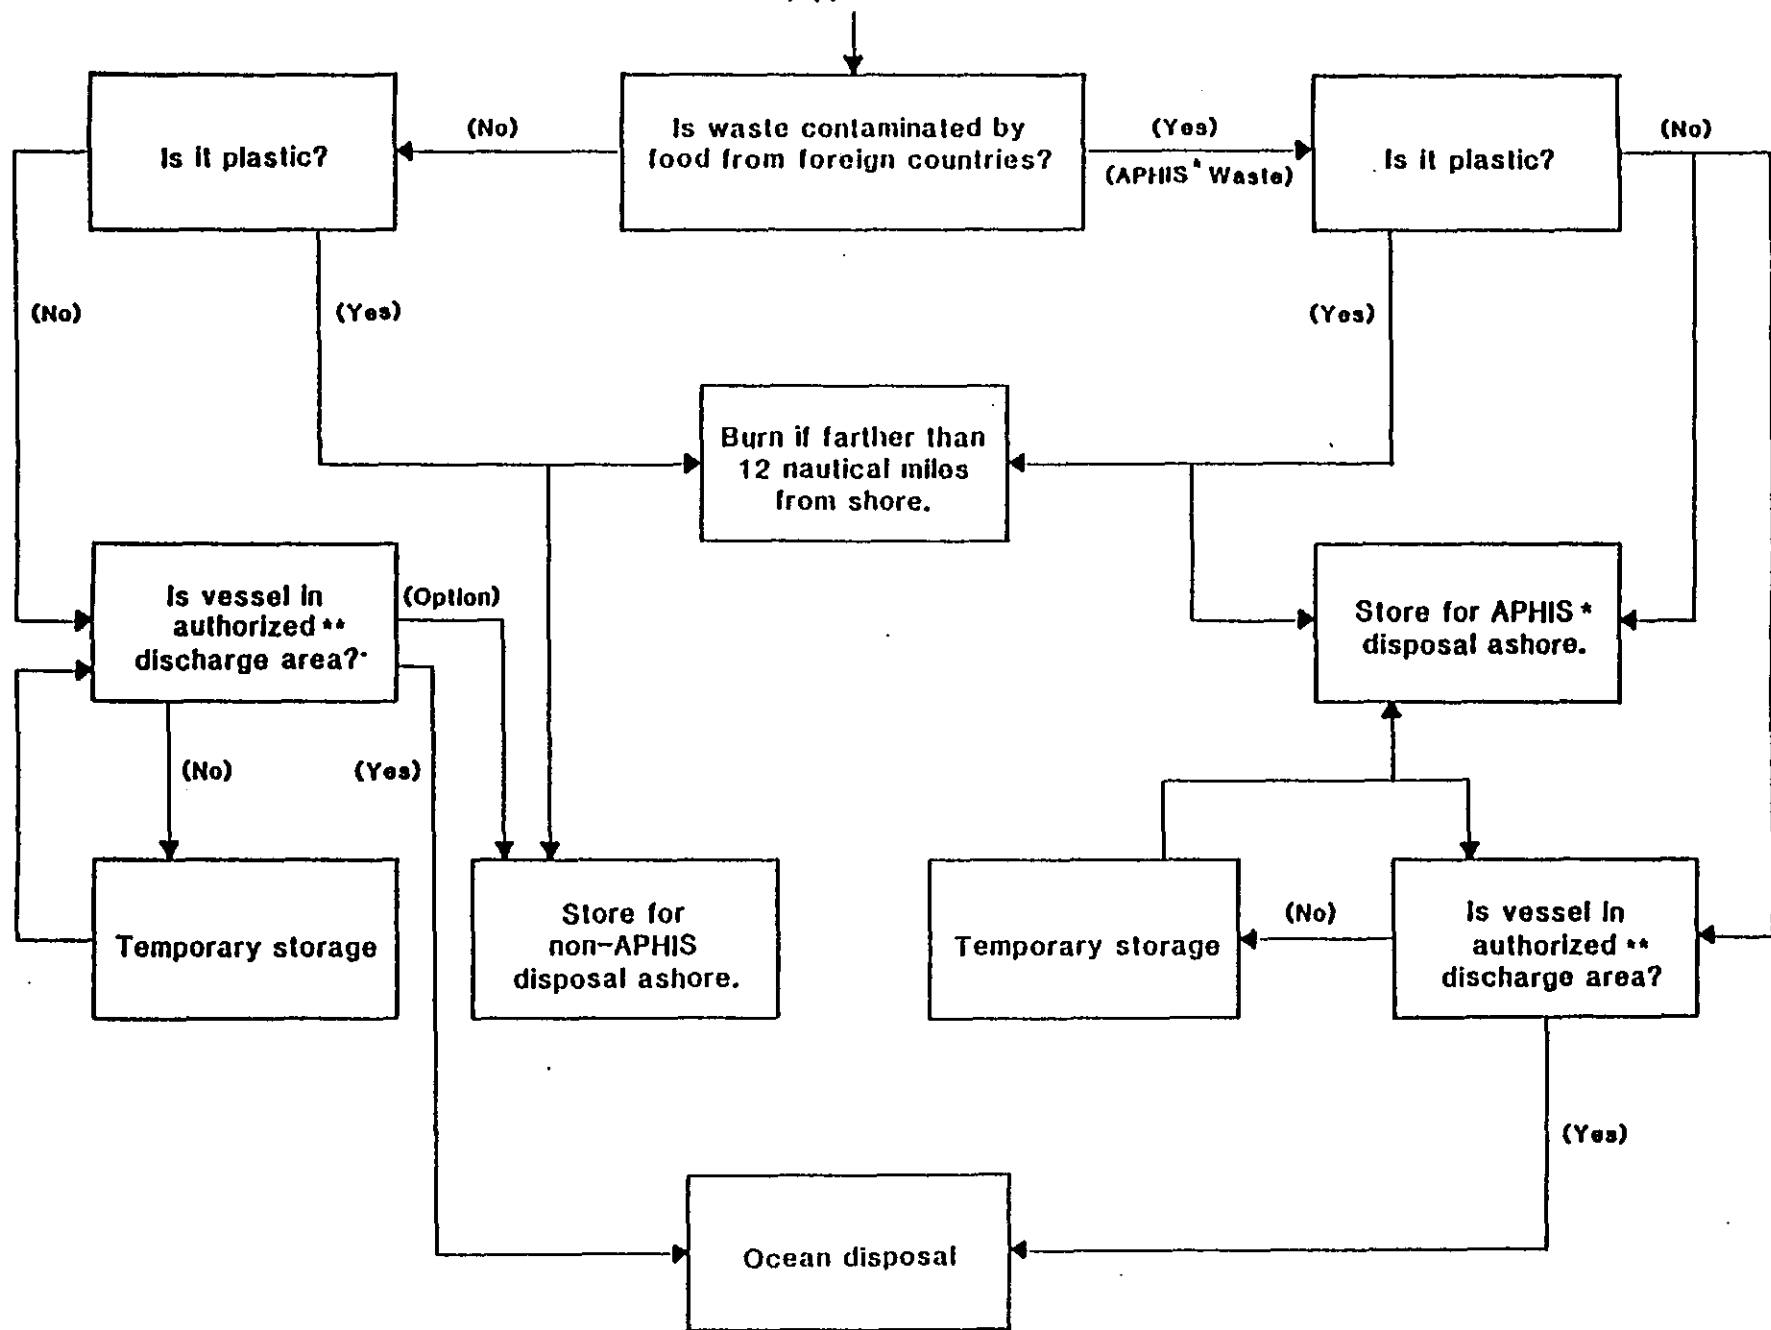 Is it plastic?
(No)
Is waste contaminated by
food from foreign countries?
(Yes)
(APHIS* Waste)
Is it plastic?
(No)
(No)
(Yes)
(Yes)
Burn if farther than
12 nautical milos
from shore.
Is vessel in
authorized **
discharge area?
(Option)
Store for APHIS *
disposal ashore.
(No)
(Yes)
Temporary storage
Store for
non-APHIS
disposal ashore.
Temporary storage
(No)
Is vessel in
authorized **
discharge area?
(Yes)
Ocean disposal